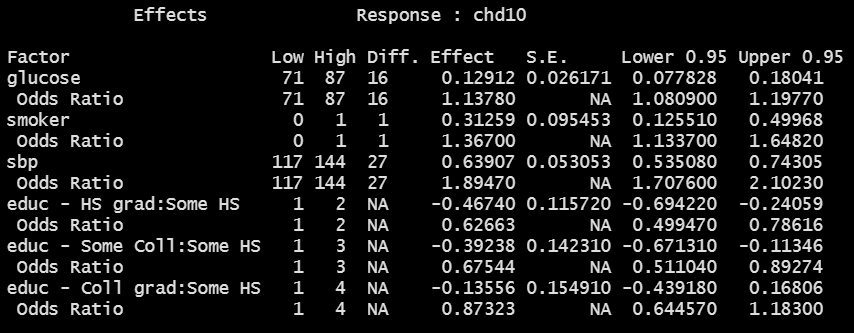 Effects Response : chd10
Factor Low High Diff. Effect S.E. Lower 0.95 Upper 0.95
glucose 71 87 16 0.12912 0.026171 0.077828 0.18041
Odds Ratio 71 87 16 1.13780 NA 1.080900 1.19770
smoker 0 1 1 0.31259 0.095453 0.125510 0.49968
Odds Ratio 0 1 1 1.36700 NA 1.133700 1.64820
sbp 117 144 27 0.63907 0.053053 0.535080 0.74305
Odds Ratio 117 144 27 1.89470 NA 1.707600 2.10230
educ - HS grad:Some HS 1 2 NA -0.46740 0.115720 -0.694220 -0.24059
Odds Ratio 1 2 NA 0.62663 NA 0.499470 0.78616
educ - Some Coll:Some HS 1 3 NA -0.39238 0.142310 -0.671310 -0.11346
Odds Ratio 1 3 NA 0.67544 NA 0.511040 0.89274
educ - Coll grad:Some HS 1 4 NA -0.13556 0.154910 -0.439180 0.16806
Odds Ratio 1 4 NA 0.87323 NA 0.644570 1.18300